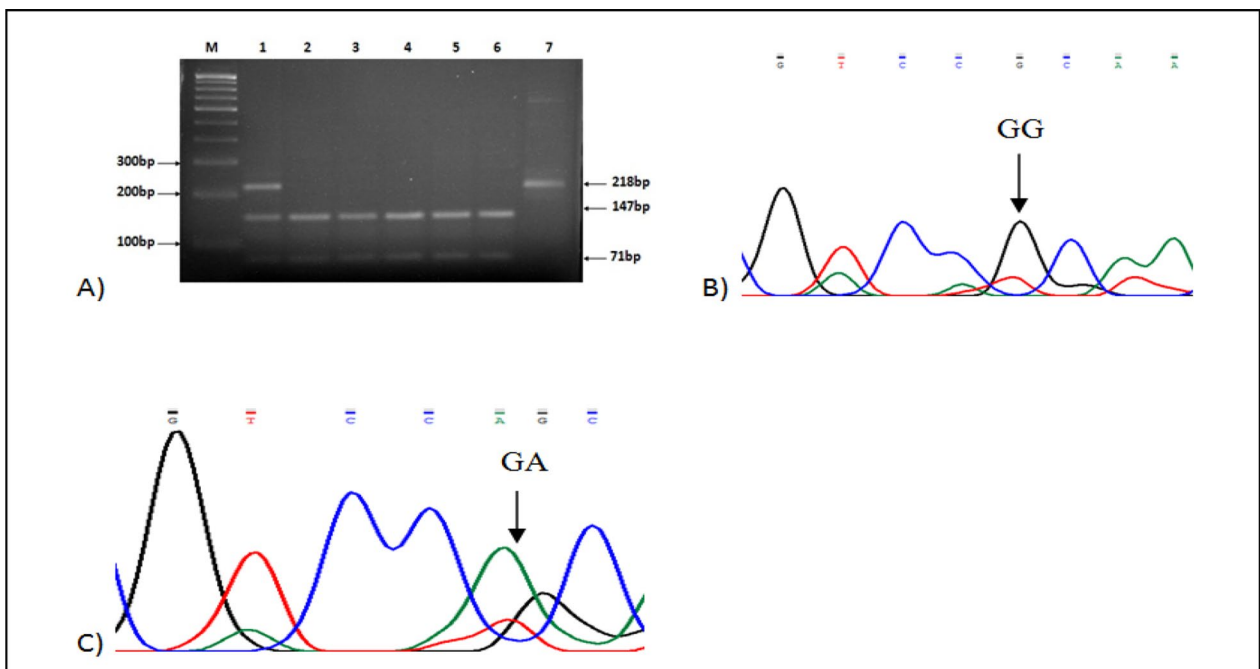 M 1 2 3 4 5 6 7
300bp
200bp
100bp
218bp
147bp
71bp
A)
G T C C G C A A
GG
B)
G T C C A G C
GA
C)